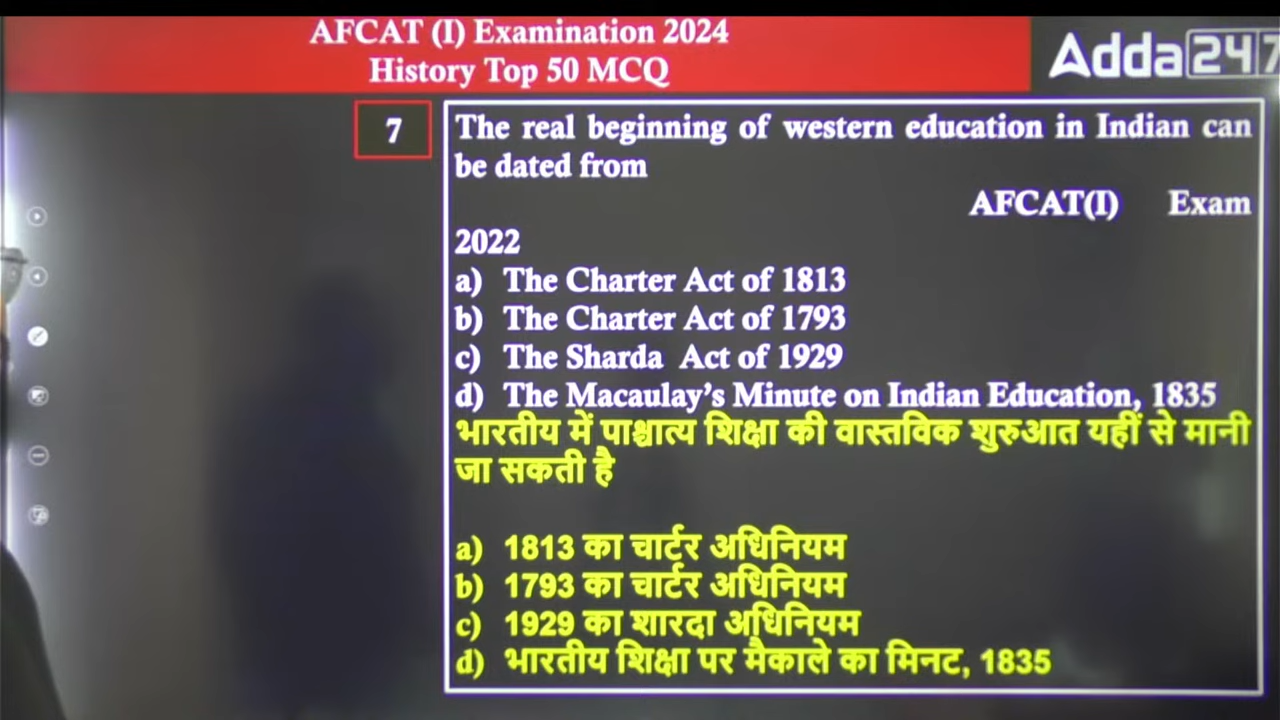 AFCAT (I) Examination 2024
History Top 50 MCQ
Adda247
7
The real beginning of western education in Indian can
be dated from
AFCAT(I) Exam
2022
a) The Charter Act of 1813
b) The Charter Act of 1793
c) The Sharda Act of 1929
d) The Macaulay's Minute on Indian Education, 1835
भारतीय में पाश्चात्य शिक्षा की वास्तविक शुरुआत यहीं से मानी
जा सकती है
a) 1813 का चार्टर अधिनियम
b) 1793 का चार्टर अधिनियम
c) 1929 का शारदा अधिनियम
d) भारतीय शिक्षा पर मैकाले का मिनट, 1835